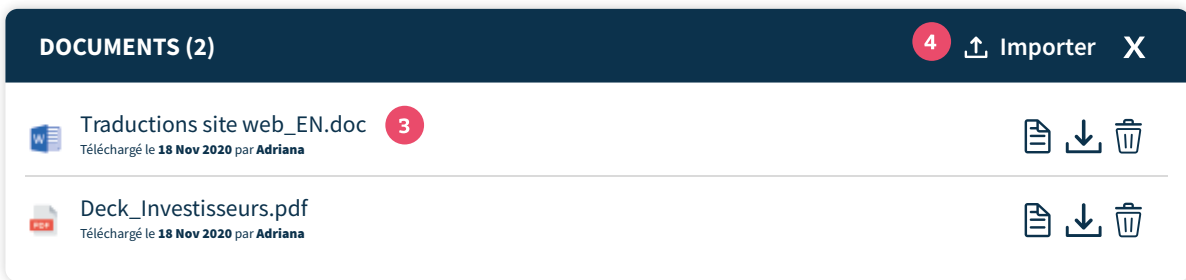 DOCUMENTS (2)
4 Importer X
Traductions site web_EN.doc 3
Téléchargé le 18 Nov 2020 par Adriana
Deck_Investisseurs.pdf
Téléchargé le 18 Nov 2020 par Adriana
W
PDF